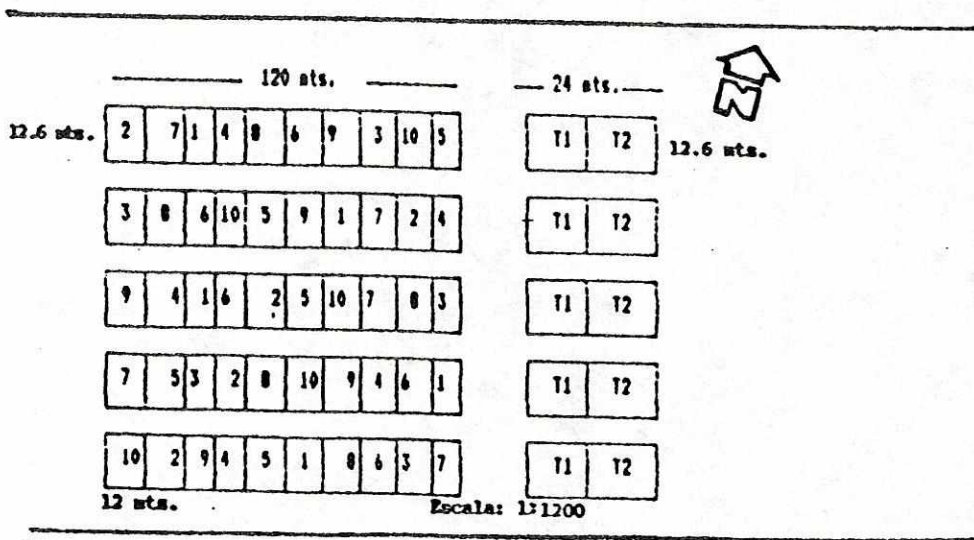 120 mts. 24 mts.
N
12.6 mts. 2 7 1 4 8 6 9 3 10 5 T1 T2 12.6 mts.
3 8 6 10 5 9 1 7 2 4 T1 T2
9 4 1 6 2 5 10 7 8 3 T1 T2
7 5 3 2 8 10 9 4 6 1 T1 T2
10 2 9 4 5 1 8 6 3 7 T1 T2
12 mts. Escala: 1:1200